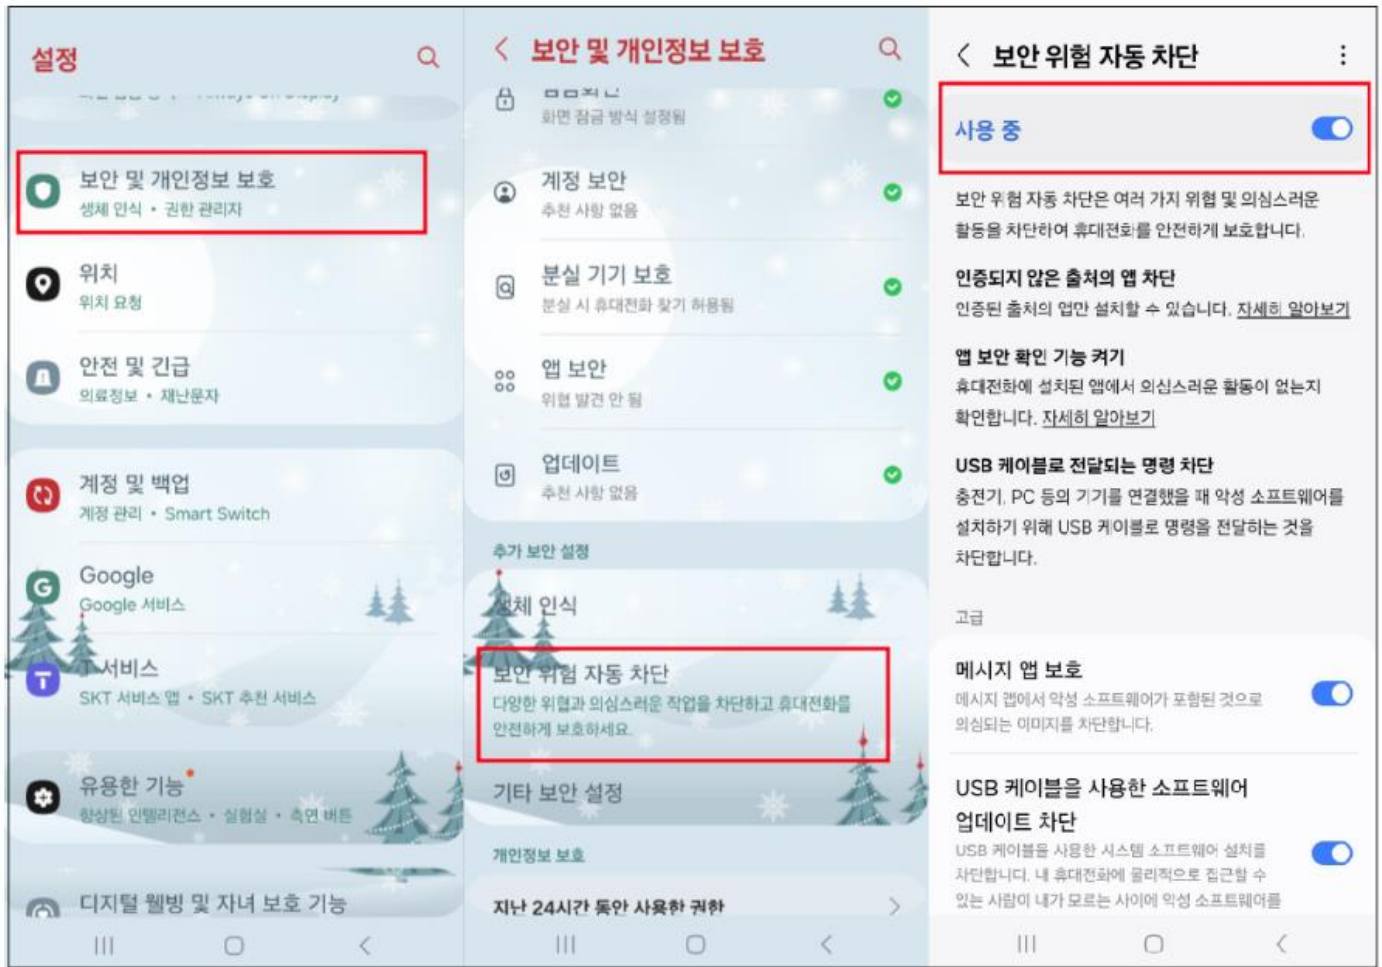 설정
Always On Display
보안 및 개인정보 보호
생체 인식 • 권한 관리자
위치
위치 요청
안전 및 긴급
의료정보 • 재난문자
계정 및 백업
계정 관리 • Smart Switch
Google
Google 서비스
T 서비스
SKT 서비스 앱 • SKT 추천 서비스
유용한 기능
향상된 인텔리전스 • 실험실 • 측면 버튼
디지털 웰빙 및 자녀 보호 기능
보안 및 개인정보 보호
화면 잠금 방식 설정됨
계정 보안
추천 사항 없음
분실 기기 보호
분실 시 휴대전화 찾기 허용됨
앱 보안
위협 발견 안 됨
업데이트
추천 사항 없음
추가 보안 설정
생체 인식
보안 위험 자동 차단
다양한 위협과 의심스러운 작업을 차단하고 휴대전화를
안전하게 보호하세요.
기타 보안 설정
개인정보 보호
지난 24시간 동안 사용한 권한
보안 위험 자동 차단
사용 중
보안 위험 자동 차단은 여러 가지 위협 및 의심스러운
활동을 차단하여 휴대전화를 안전하게 보호합니다.
인증되지 않은 출처의 앱 차단
인증된 출처의 앱만 설치할 수 있습니다. 자세히 알아보기
앱 보안 확인 기능 켜기
휴대전화에 설치된 앱에서 의심스러운 활동이 없는지
확인합니다. 자세히 알아보기
USB 케이블로 전달되는 명령 차단
충전기, PC 등의 기기를 연결했을 때 악성 소프트웨어를
설치하기 위해 USB 케이블로 명령을 전달하는 것을
차단합니다.
고급
메시지 앱 보호
메시지 앱에서 악성 소프트웨어가 포함된 것으로
의심되는 이미지를 차단합니다.
USB 케이블을 사용한 소프트웨어
업데이트 차단
USB 케이블을 사용한 시스템 소프트웨어 설치를
차단합니다. 내 휴대전화에 물리적으로 접근할 수
있는 사람이 내가 모르는 사이에 악성 소프트웨어를